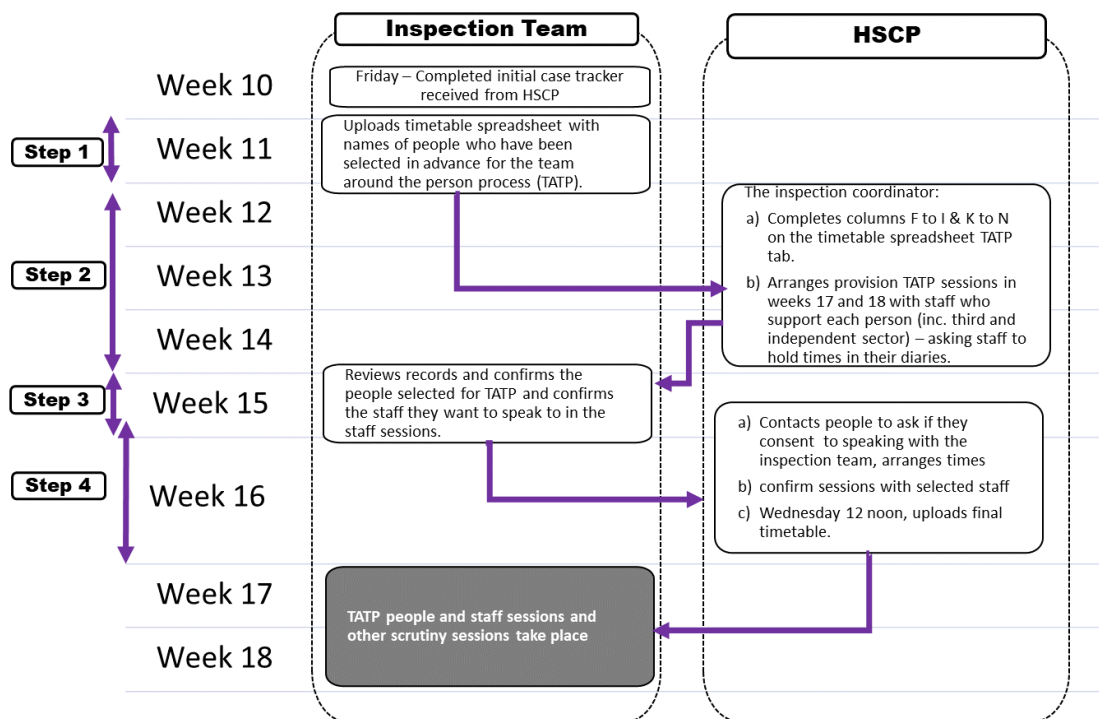 Inspection Team
HSCP
Week 10
Friday – Completed initial case tracker
received from HSCP
Step 1
Week 11
Uploads timetable spreadsheet with
names of people who have been
selected in advance for the team
around the person process (TATP).
Step 2
Week 12
Week 13
Week 14
The inspection coordinator:
a) Completes columns F to I & K to N
on the timetable spreadsheet TATP
tab.
b) Arranges provision TATP sessions in
weeks 17 and 18 with staff who
support each person (inc. third and
independent sector) – asking staff to
hold times in their diaries.
Step 3
Week 15
Reviews records and confirms the
people selected for TATP and confirms
the staff they want to speak to in the
staff sessions.
Step 4
Week 16
a) Contacts people to ask if they
consent to speaking with the
inspection team, arranges times
b) confirm sessions with selected staff
c) Wednesday 12 noon, uploads final
timetable.
Week 17
Week 18
TATP people and staff sessions and
other scrutiny sessions take place